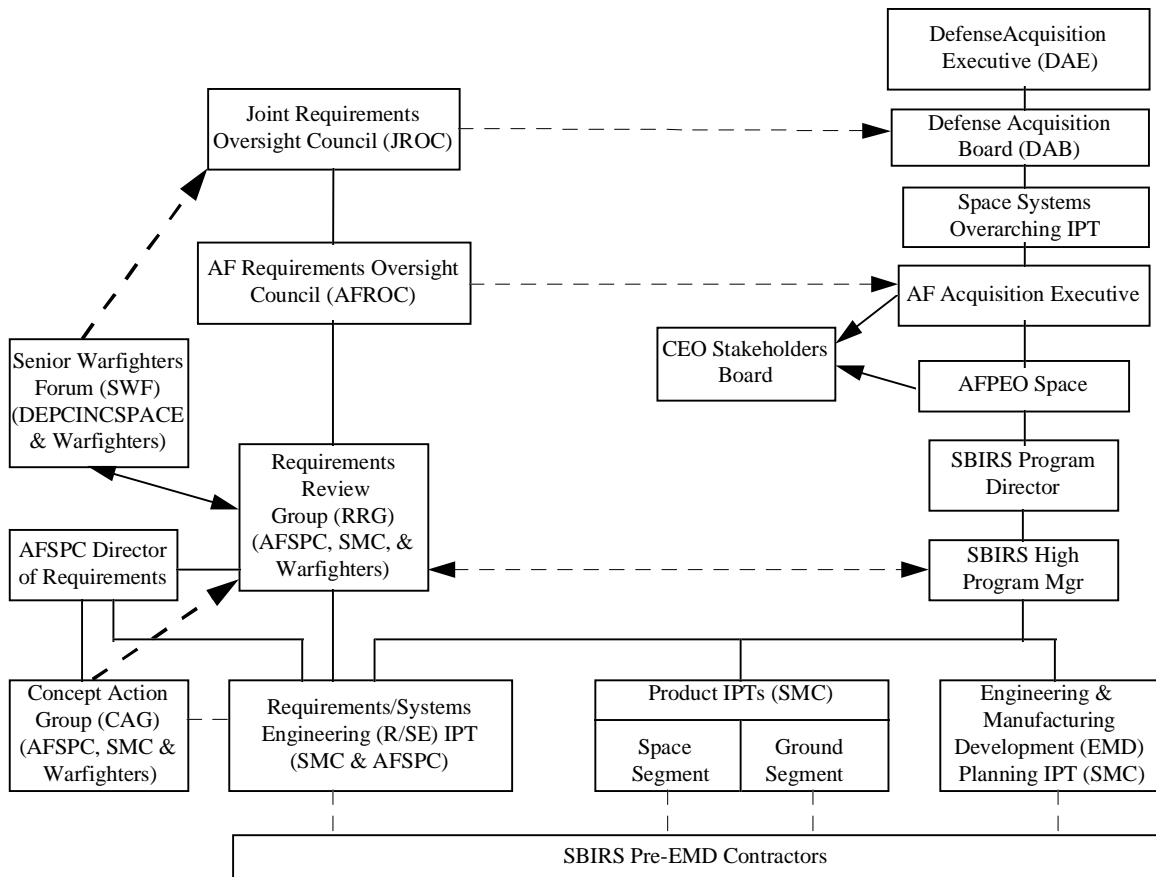 DefenseAcquisition
Executive (DAE)
Joint Requirements
Oversight Council (JROC)
Defense Acquisition
Board (DAB)
Space Systems
Overarching IPT
AF Requirements Oversight
Council (AFROC)
AF Acquisition Executive
CEO Stakeholders
Board
Senior Warfighters
Forum (SWF)
(DEPCINCSPACE
& Warfighters)
AFPEO Space
Requirements
Review
Group (RRG)
(AFSPC, SMC, &
Warfighters)
SBIRS Program
Director
AFSPC Director
of Requirements
SBIRS High
Program Mgr
Concept Action
Group (CAG)
(AFSPC, SMC &
Warfighters)
Requirements/Systems
Engineering (R/SE) IPT
(SMC & AFSPC)
Product IPTs (SMC)
Space
Segment
Ground
Segment
Engineering &
Manufacturing
Development (EMD)
Planning IPT (SMC)
SBIRS Pre-EMD Contractors